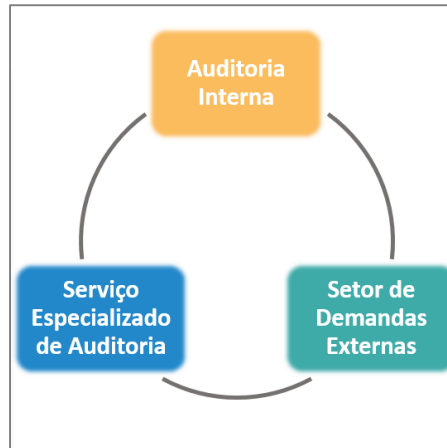 Auditoria
Interna
Serviço
Especializado
de Auditoria
Setor de
Demandas
Externas